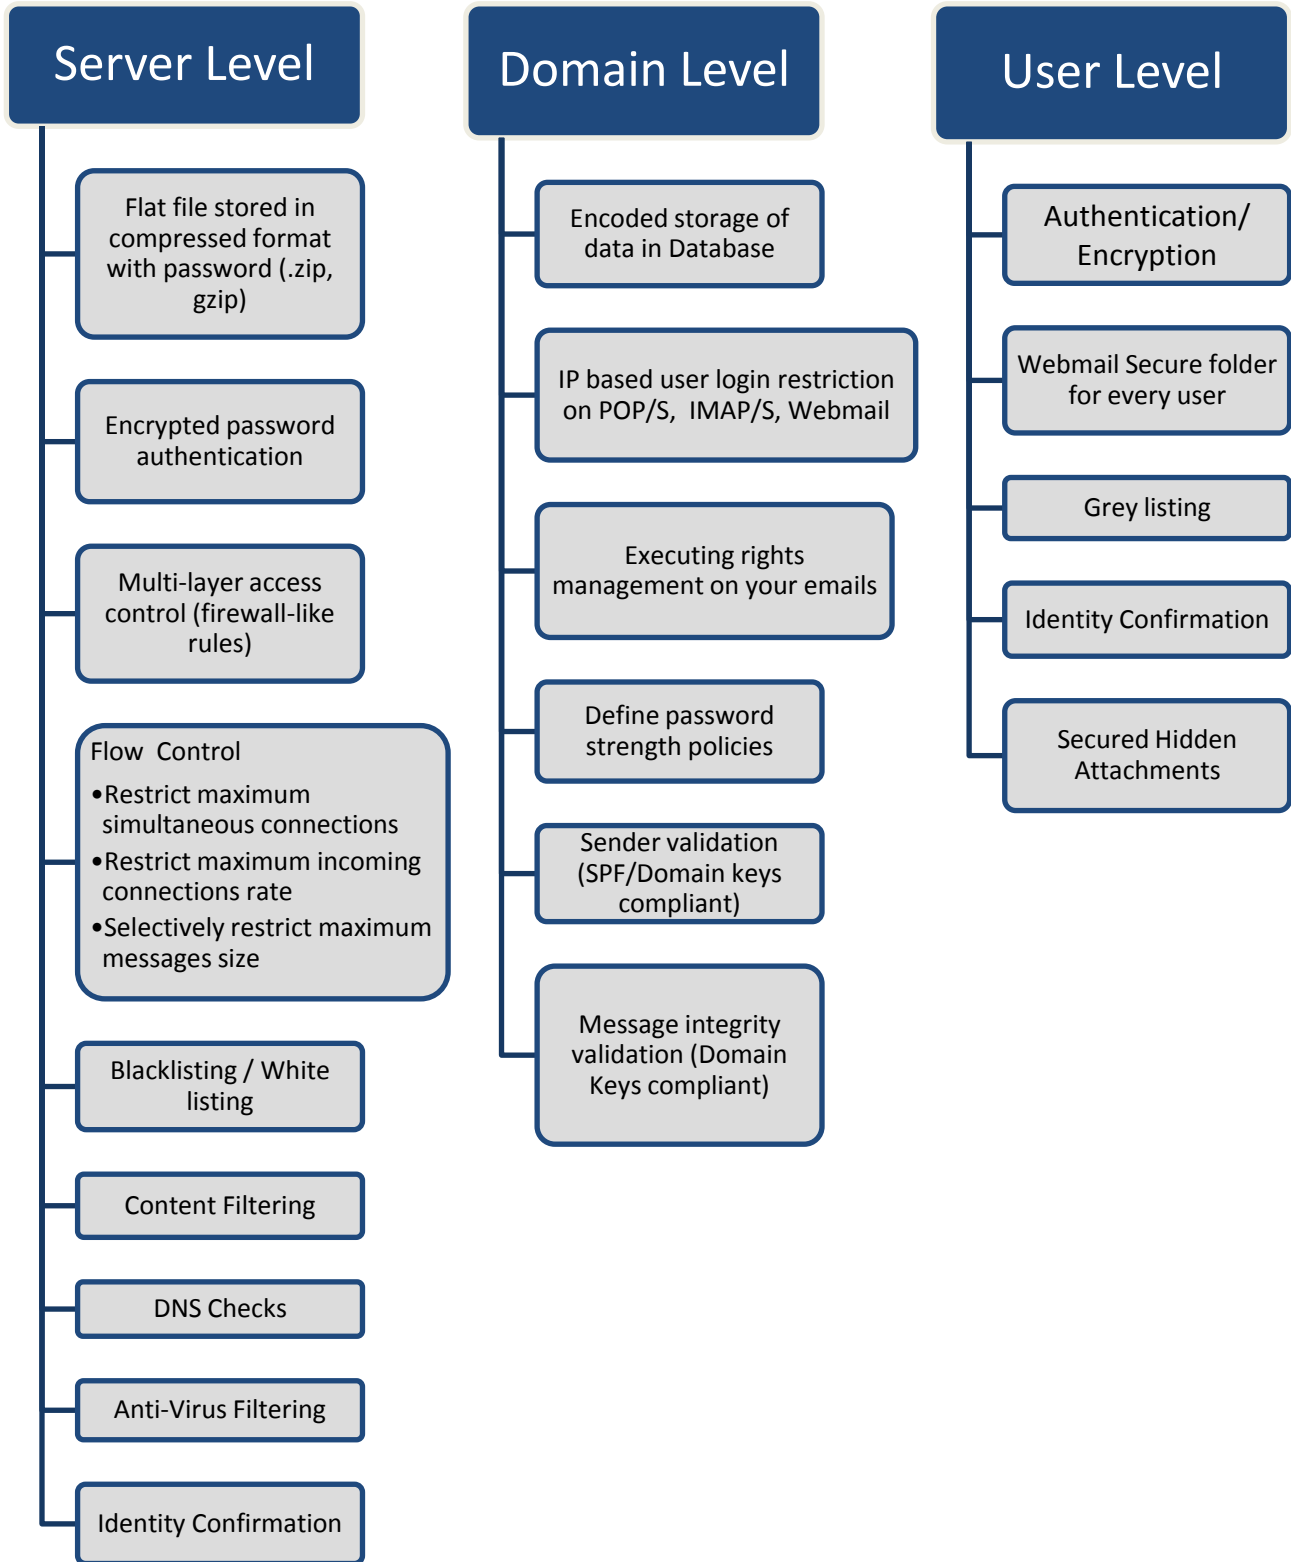 Server Level
Flat file stored in
compressed format
with password (.zip,
gzip)
Encrypted password
authentication
Multi-layer access
control (firewall-like
rules)
Flow  Control
•Restrict maximum
simultaneous connections
•Restrict maximum incoming
connections rate
•Selectively restrict maximum
messages size
Blacklisting / White
listing
Content Filtering
DNS Checks
Anti-Virus Filtering
Identity Confirmation
Domain Level
Encoded storage of
data in Database
IP based user login restriction
on POP/S,  IMAP/S, Webmail
Executing rights
management on your emails
Define password
strength policies
Sender validation
(SPF/Domain keys
compliant)
Message integrity
validation (Domain
Keys compliant)
User Level
Authentication/
Encryption
Webmail Secure folder
for every user
Grey listing
Identity Confirmation
Secured Hidden
Attachments